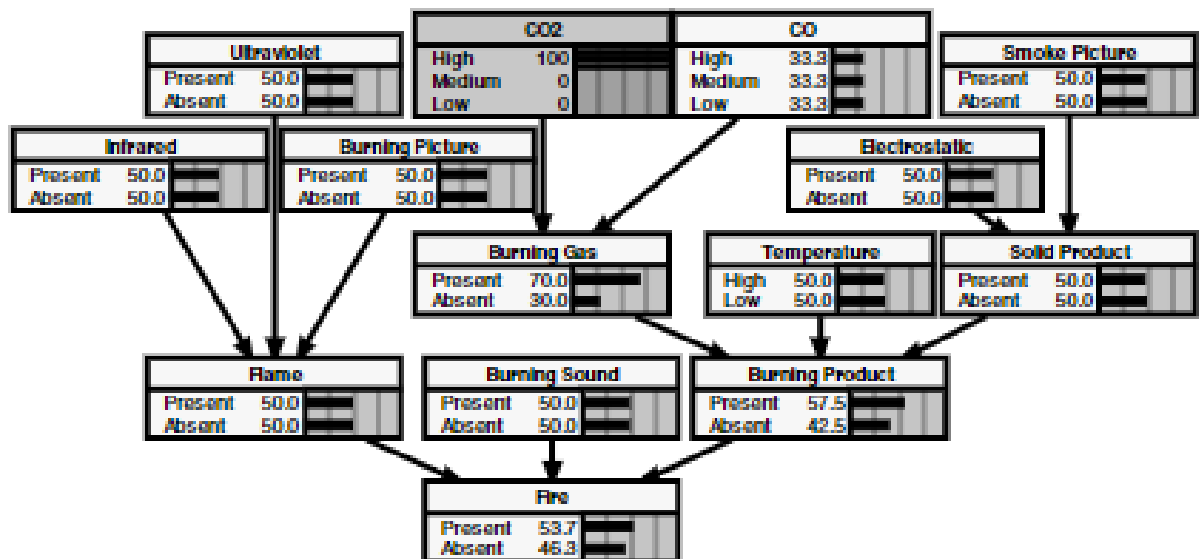 CO2
High 100
Medium 0
Low 0
CO
High 33.3
Medium 33.3
Low 33.3
Ultraviolet
Present 50.0
Absent 50.0
Smoke Picture
Present 50.0
Absent 50.0
Infrared
Present 50.0
Absent 50.0
Burning Picture
Present 50.0
Absent 50.0
Electrostatic
Present 50.0
Absent 50.0
Burning Gas
Present 70.0
Absent 30.0
Temperature
High 50.0
Low 50.0
Solid Product
Present 50.0
Absent 50.0
Flame
Present 50.0
Absent 50.0
Burning Sound
Present 50.0
Absent 50.0
Burning Product
Present 57.5
Absent 42.5
Fire
Present 53.7
Absent 46.3